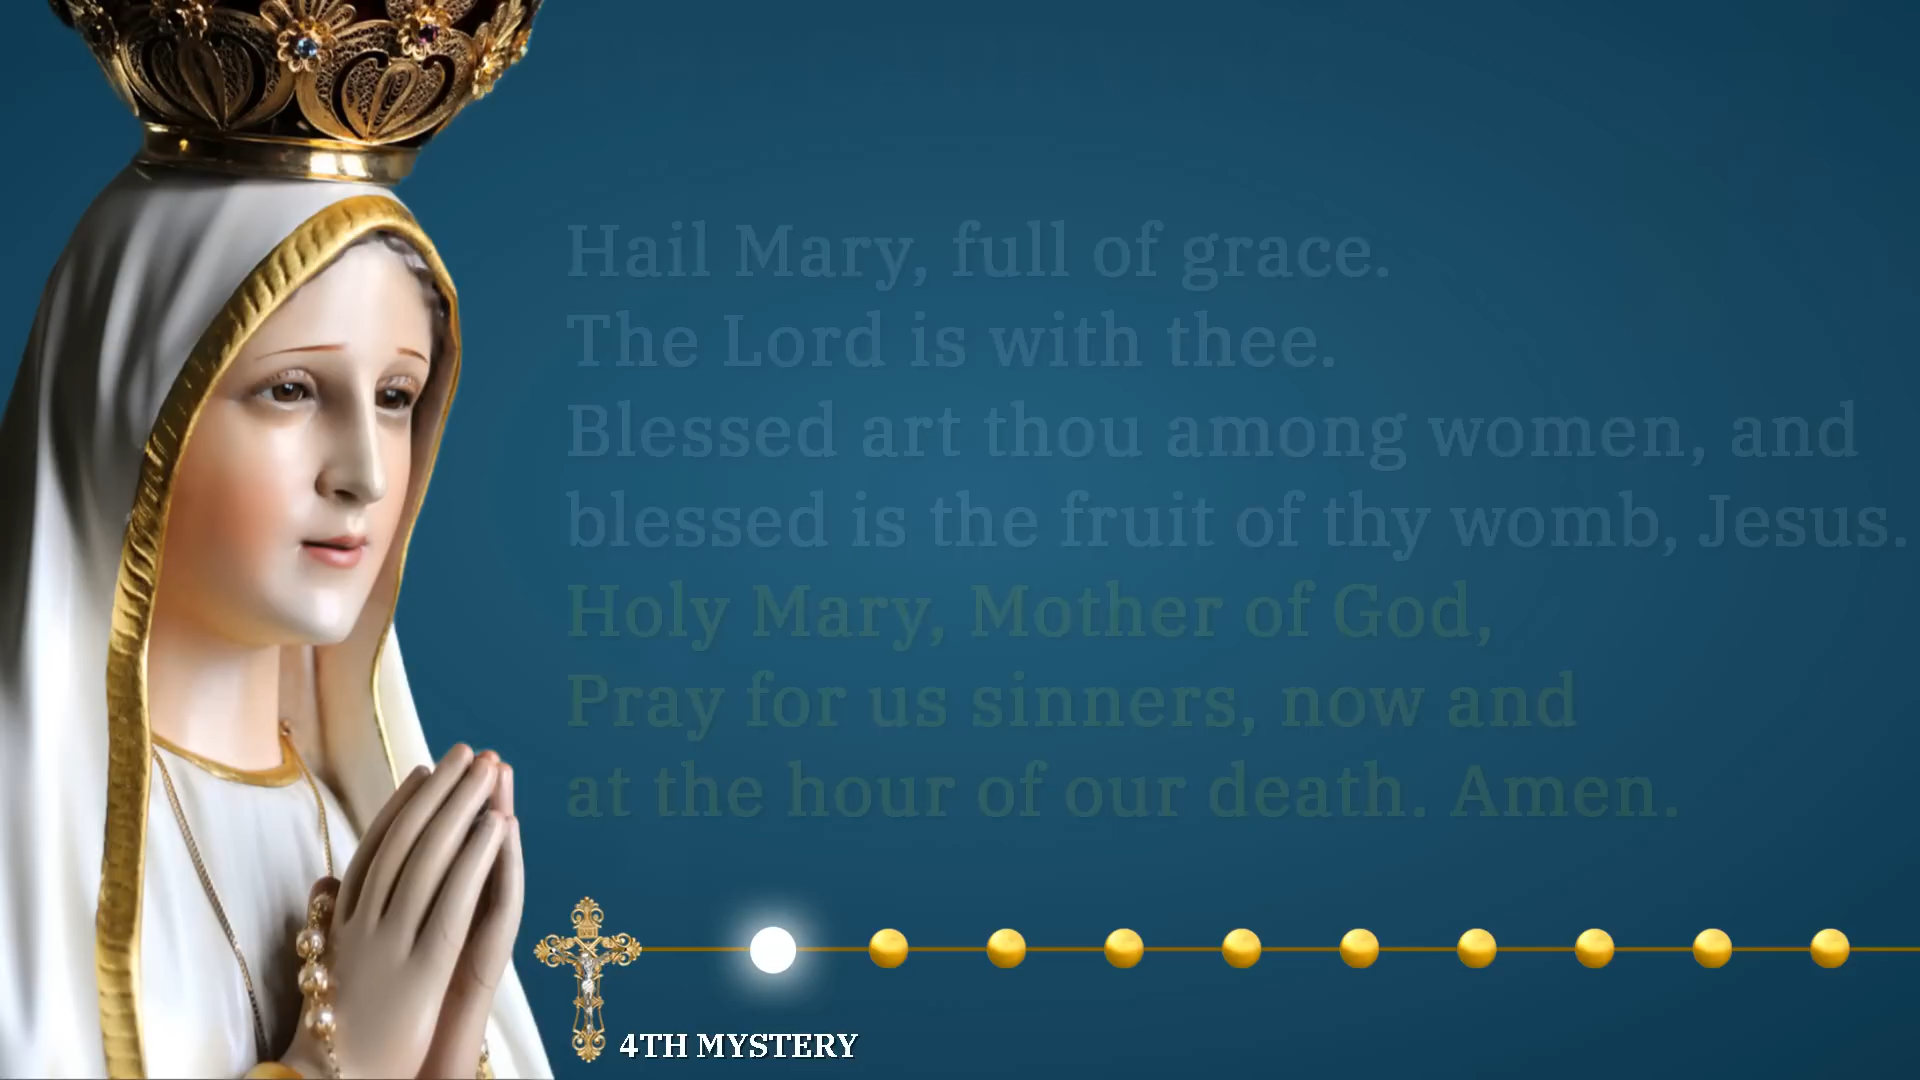 Hail Mary, full of grace.
The Lord is with thee.
Blessed art thou among women, and
blessed is the fruit of thy womb, Jesus.
Holy Mary, Mother of God,
Pray for us sinners, now and
at the hour of our death. Amen.
4TH MYSTERY